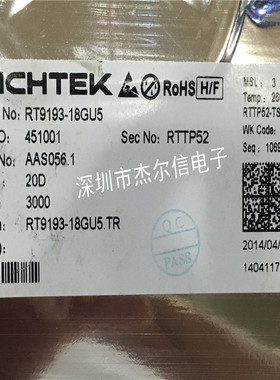 ICHTEK RoHS H/F
No: RT9193-18GU5
O: 451001 Sec No: RTTP52
No: AAS056.1
20D
3000
RT9193-18GU5.TR
MSL: 3
Temp: 26
RTTP52-TS
WK Code:
Seq: 1069
2014/04/
1404117
深圳市杰尔信电子
QC
PASS